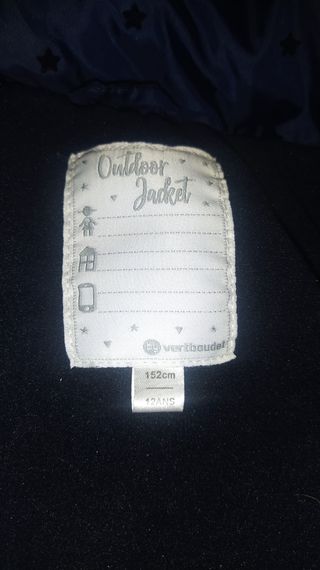 Outdoor
Jacket
vertbaudet
152cm
12ANS